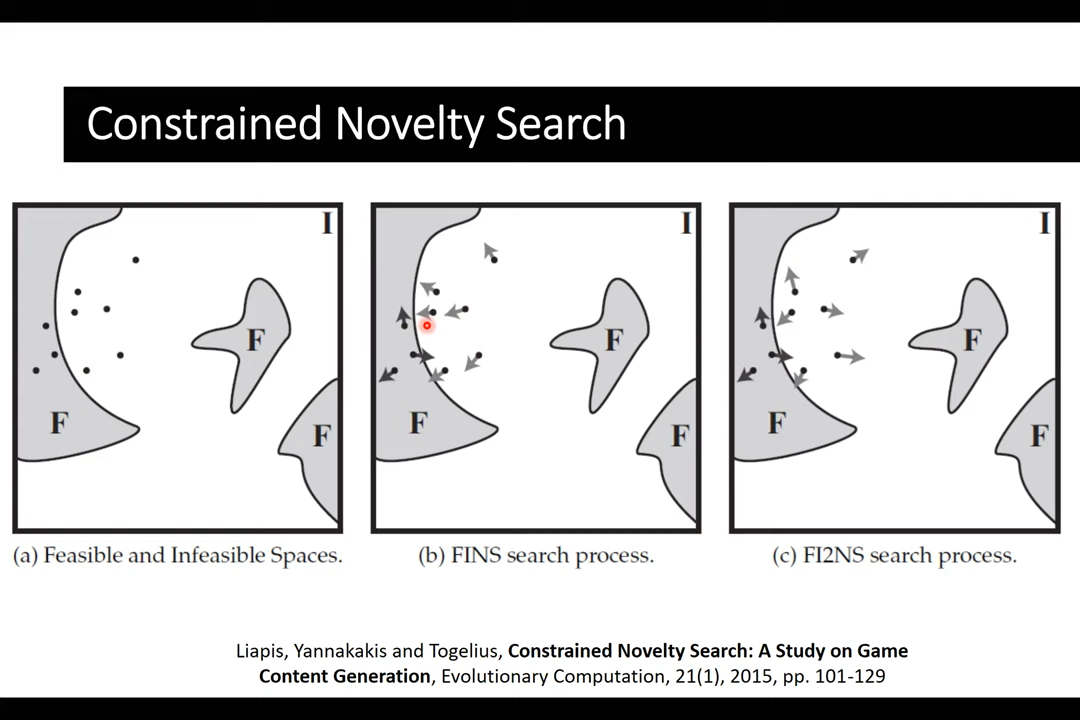 Constrained Novelty Search
I
F
F
F
(a) Feasible and Infeasible Spaces.
I
F
F
F
(b) FINS search process.
I
F
F
F
(c) FI2NS search process.
Liapis, Yannakakis and Togelius, Constrained Novelty Search: A Study on Game
Content Generation, Evolutionary Computation, 21(1), 2015, pp. 101-129